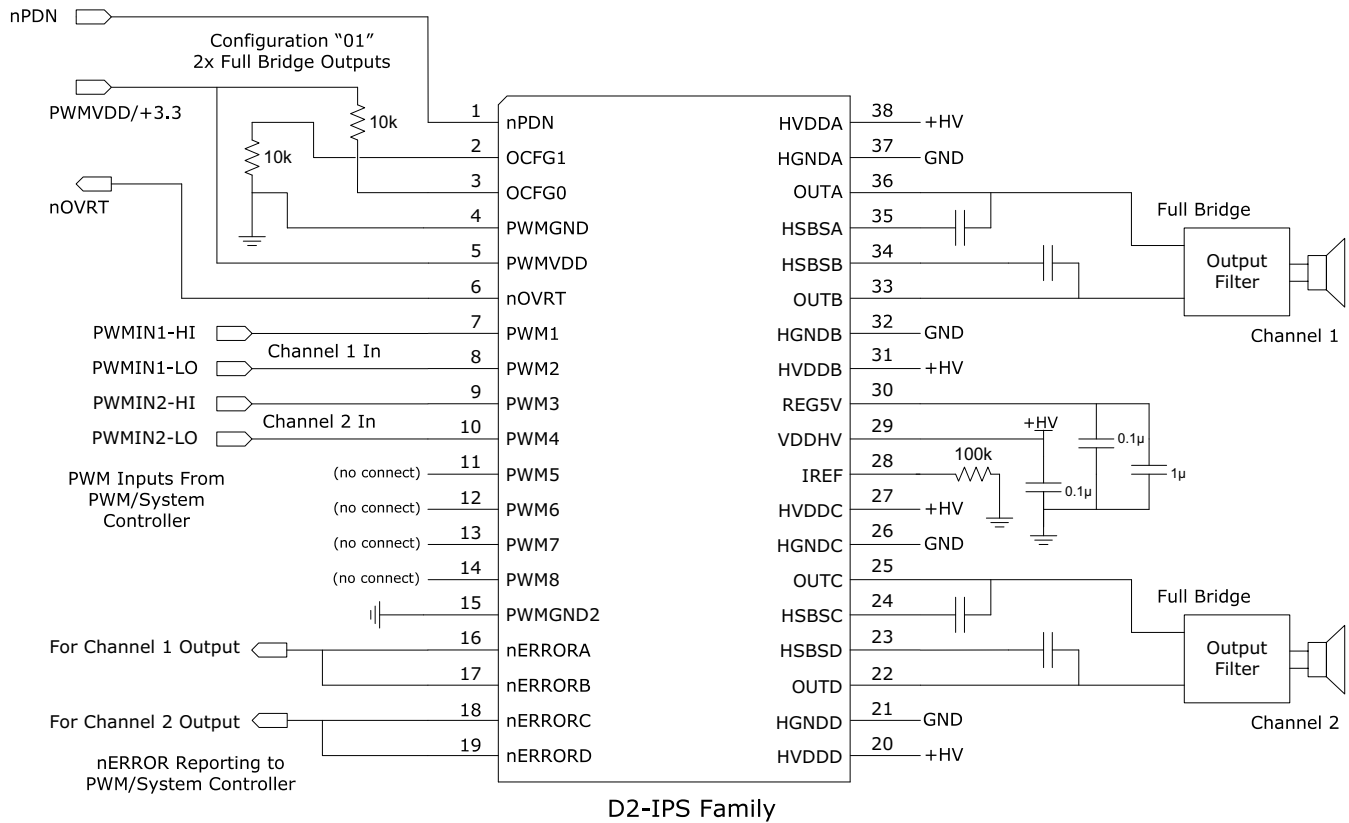 nPDN
Configuration “01”
2x Full Bridge Outputs
PWMVDD/+3.3
10k
10k
nOVRT
PWMIN1-HI
Channel 1 In
PWMIN1-LO
PWMIN2-HI
Channel 2 In
PWMIN2-LO
PWM Inputs From
PWM/System
Controller
(no connect)
(no connect)
(no connect)
(no connect)
For Channel 1 Output
For Channel 2 Output
nERROR Reporting to
PWM/System Controller
1 nPDN
2 OCFG1
3 OCFG0
4 PWMGND
5 PWMVDD
6 nOVRT
7 PWM1
8 PWM2
9 PWM3
10 PWM4
11 PWM5
12 PWM6
13 PWM7
14 PWM8
15 PWMGND2
16 nERRORA
17 nERRORB
18 nERRORC
19 nERRORD
HVDDA 38 +HV
HGNDA 37 GND
OUTA 36
HSBSA 35
HSBSB 34
OUTB 33
HGNDB 32 GND
HVDDB 31 +HV
REG5V 30
VDDHV 29
IREF 28
HVDDC 27 +HV
HGNDC 26 GND
OUTC 25
HSBSC 24
HSBSD 23
OUTD 22
HGNDD 21 GND
HVDDD 20 +HV
Full Bridge
Output
Filter
Channel 1
+HV
0.1µ
1µ
100k
0.1µ
Full Bridge
Output
Filter
Channel 2
D2-IPS Family